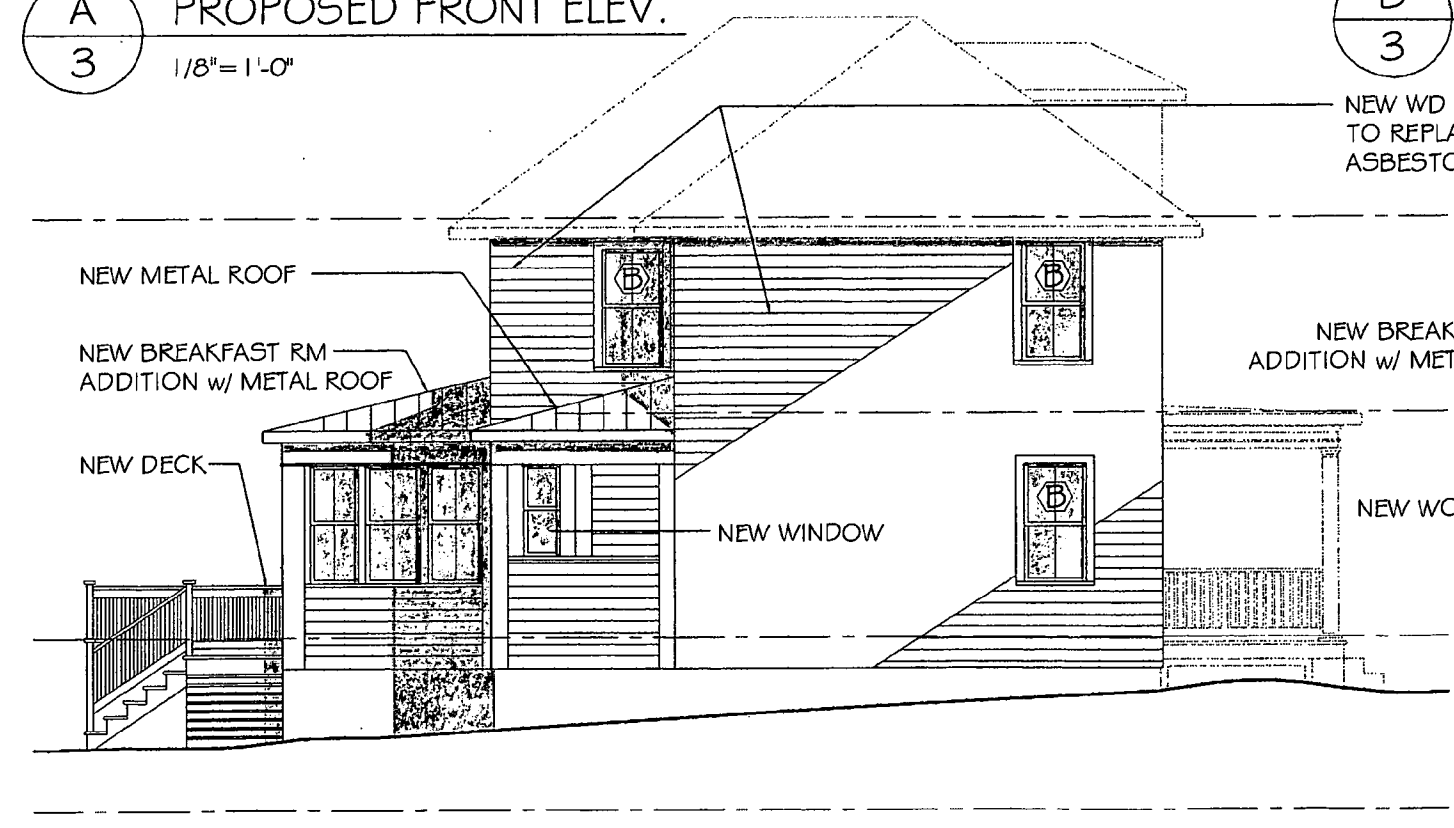 A
3
PROPOSED FRONT ELEV.
1/8"=1'-0"
3
NEW WD
TO REPLA
ASBESTO
NEW METAL ROOF
B
B
NEW BREAKFAST RM
ADDITION w/ METAL ROOF
NEW BREAK
ADDITION w/ MET
NEW DECK
B
NEW WINDOW
NEW WO